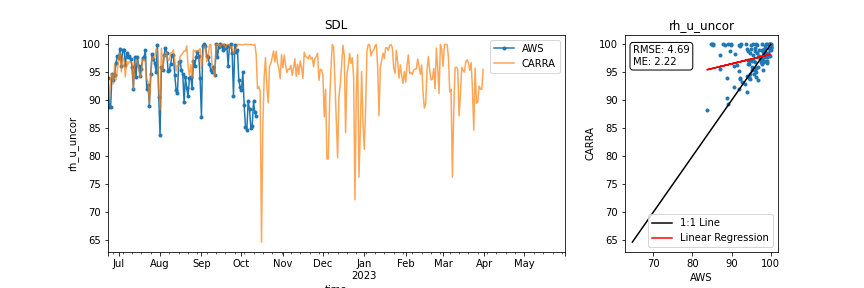 SDL
rh_u_uncor
100
95
90
85
80
75
70
65
rh_u_uncor
AWS
CARRA
Jul
Aug
Sep
Oct
Nov
Dec
Jan
2023
Feb
Mar
Apr
May
time
rh_u_uncor
100
95
90
85
80
75
70
65
CARRA
RMSE: 4.69
ME: 2.22
1:1 Line
Linear Regression
70
80
90
100
AWS